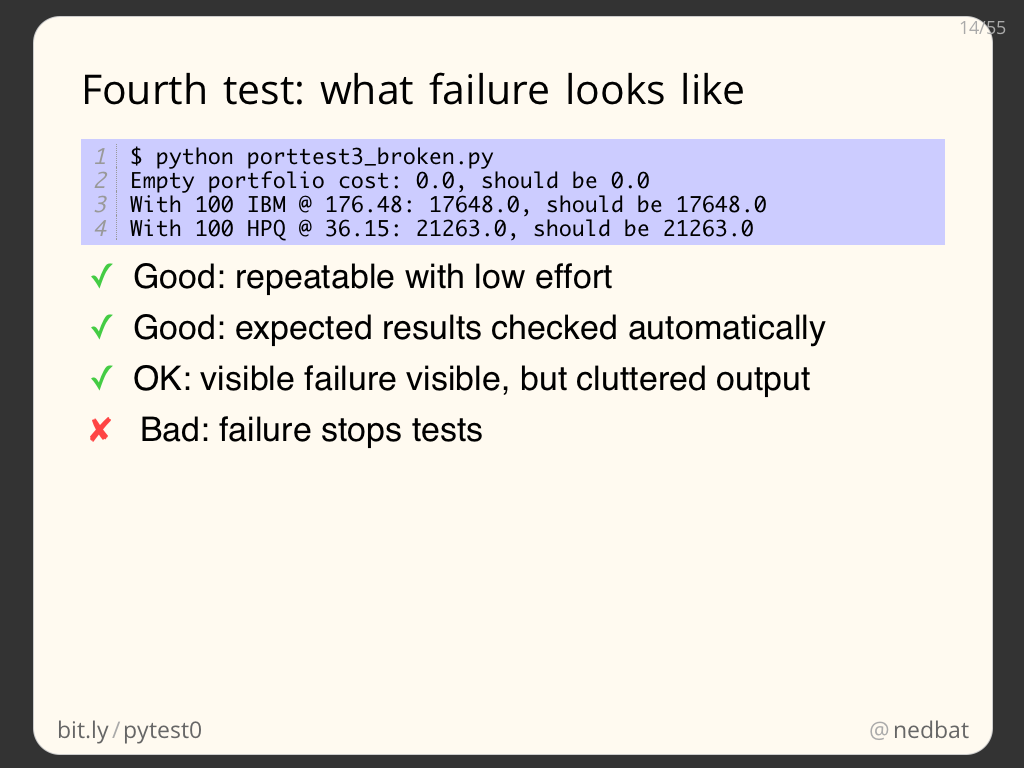 14/55
Fourth test: what failure looks like
1 $ python porttest3_broken.py
2 Empty portfolio cost: 0.0, should be 0.0
3 With 100 IBM @ 176.48: 17648.0, should be 17648.0
4 With 100 HPQ @ 36.15: 21263.0, should be 21263.0
✓ Good: repeatable with low effort
✓ Good: expected results checked automatically
✓ OK: visible failure visible, but cluttered output
✘ Bad: failure stops tests
bit.ly/pytest0
@nedbat